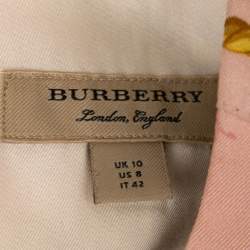 BURBERRY
London, England
UK 10
US 8
IT 42